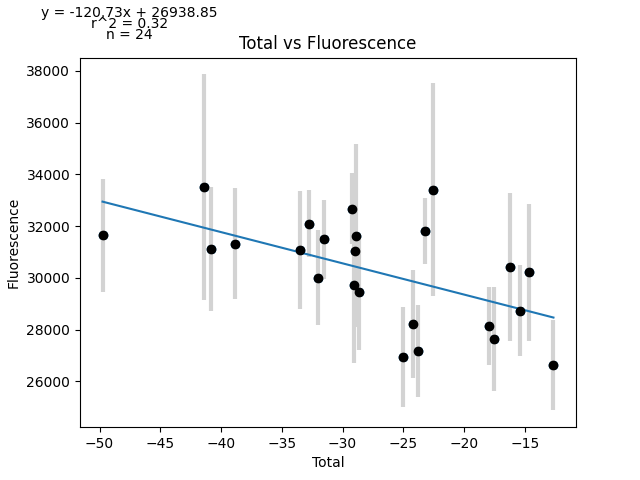 y = -120.73x + 26938.85
r^2 = 0.32
n = 24
Total vs Fluorescence
38000
36000
34000
32000
30000
28000
26000
Fluorescence
−50 −45 −40 −35 −30 −25 −20 −15
Total